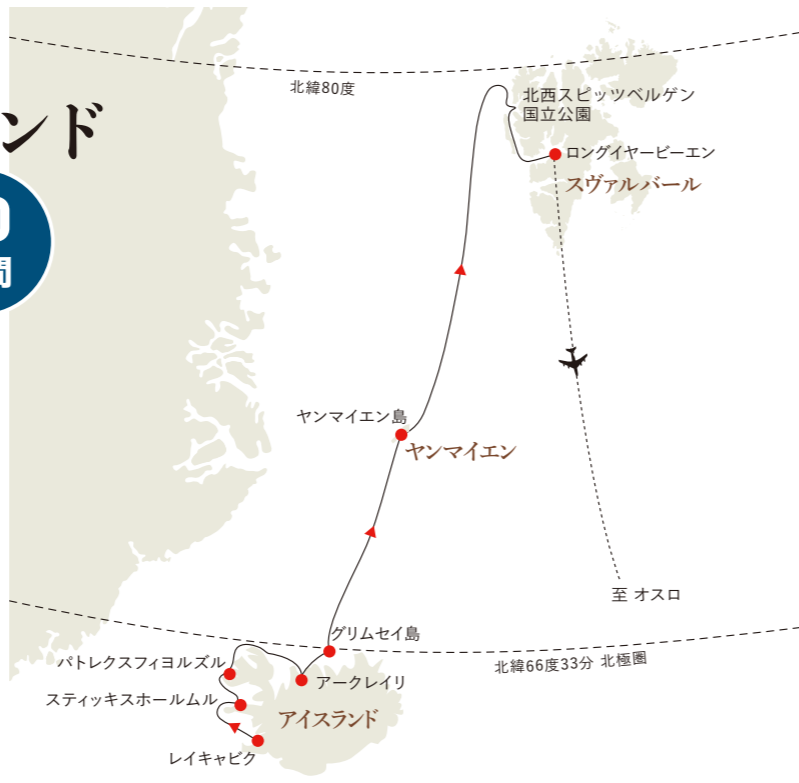 北緯80度
ンド
間
北西スピッツベルゲン
国立公園
ロングイヤービーエン
スヴァルバール
ヤンマイエン島
ヤンマイエン
至 オスロ
グリムセイ島
北緯66度33分 北極圏
パトレクスフィヨルズル
アークレイリ
スティッキスホールムル
アイスランド
レイキャビク